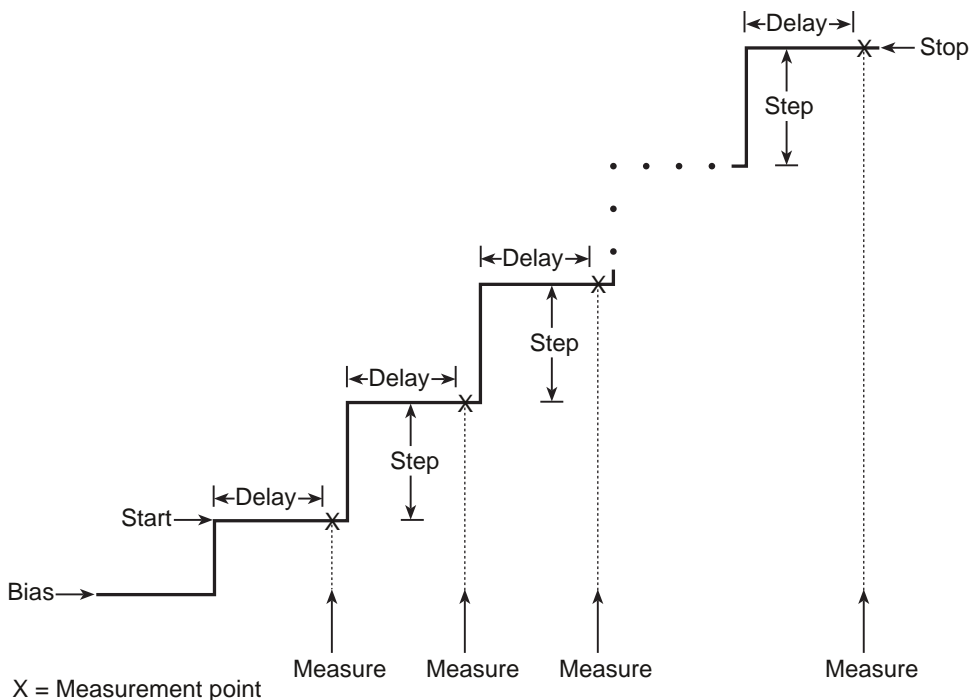 Delay
Stop
Step
Delay
Step
Delay
Step
Delay
Start
Bias
Measure
Measure
Measure
Measure
X = Measurement point